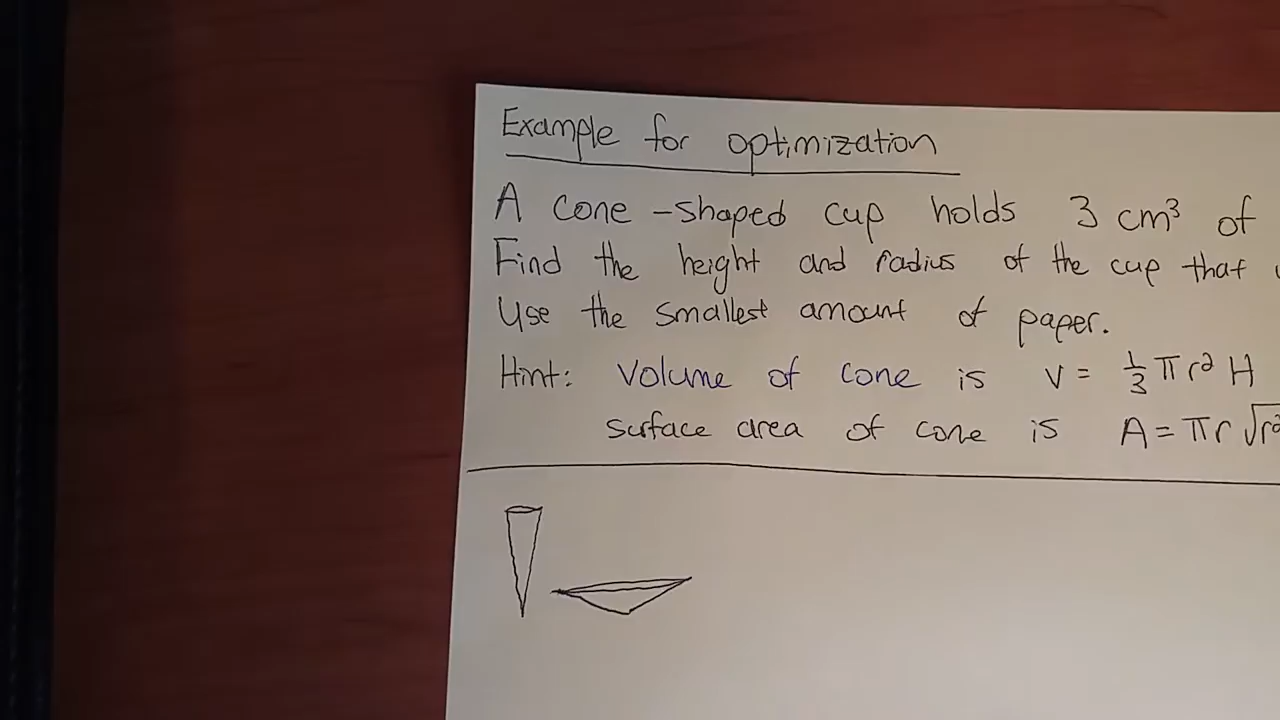 Example for optimization
A cone-shaped cup holds 3 cm³ of
Find the height and radius of the cup that
Use the smallest amount of paper.
Hint: Volume of cone is V = 1/3 π r² H
surface area of cone is A = π r √r²